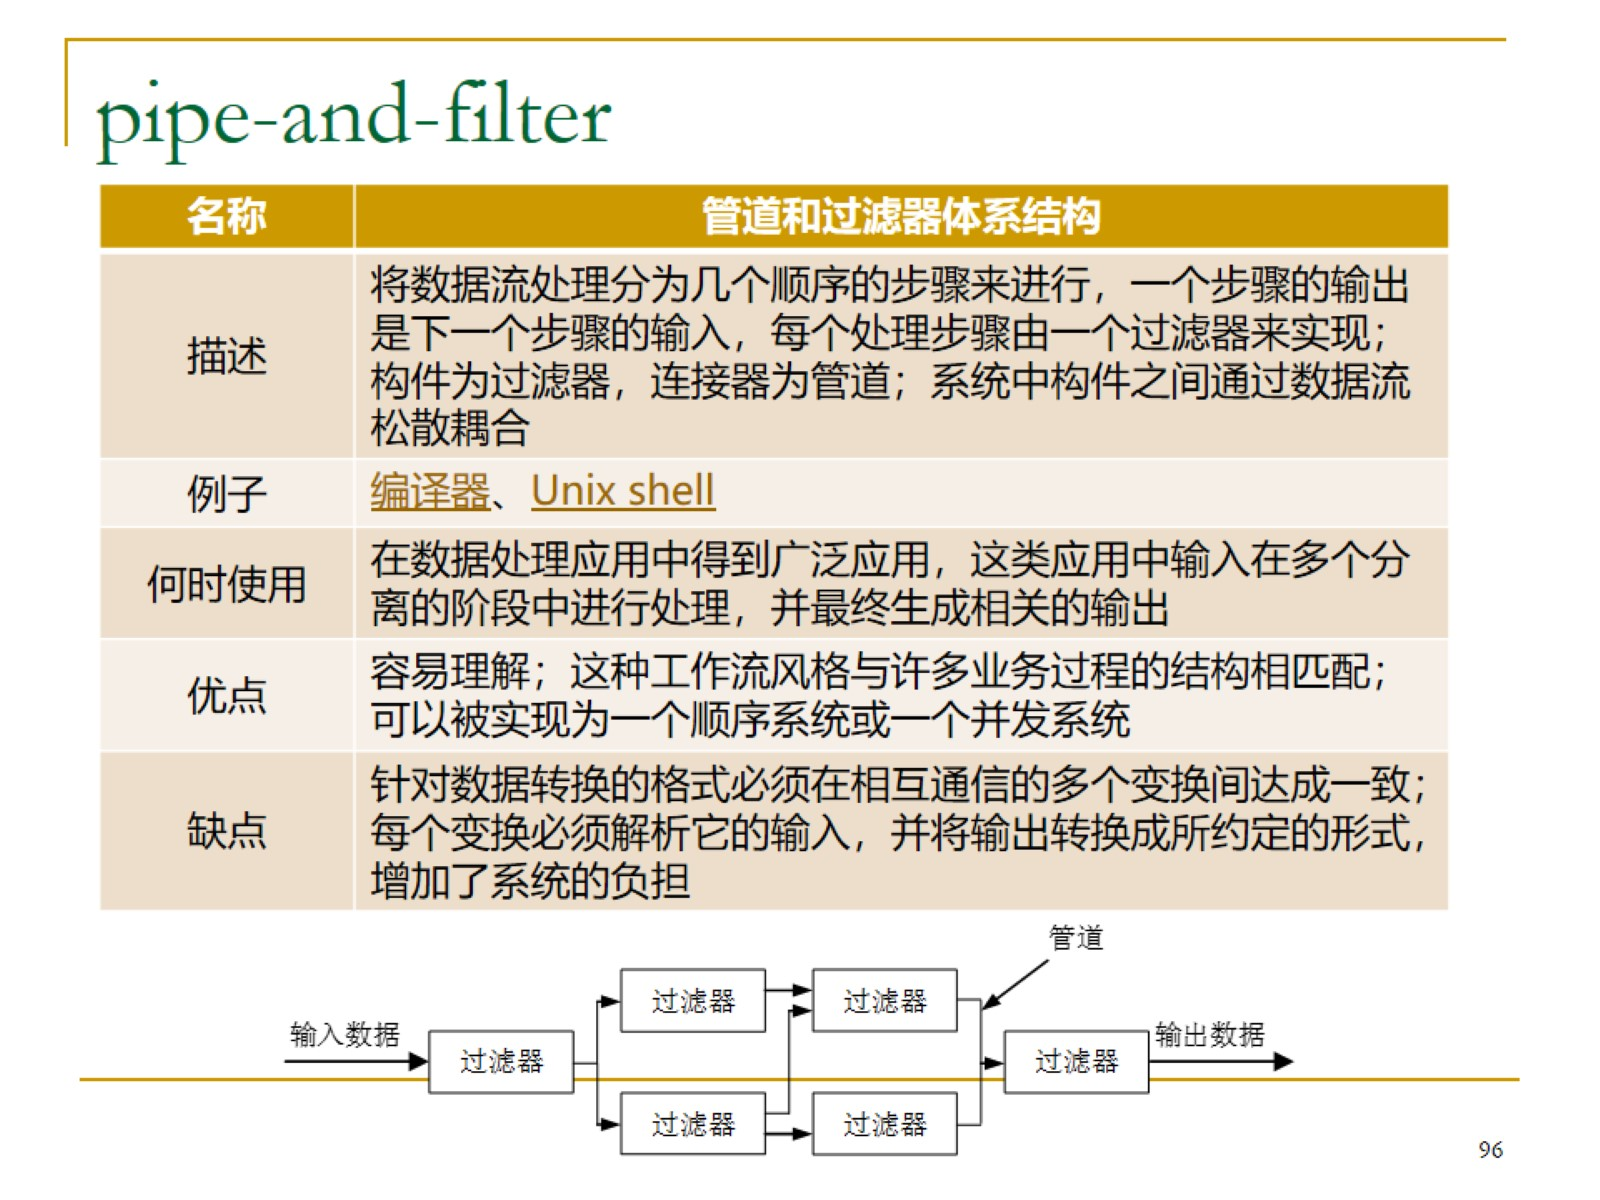 pipe-and-filter
名称
管道和过滤器体系结构
描述
将数据流处理分为几个顺序的步骤来进行，一个步骤的输出
是下一个步骤的输入，每个处理步骤由一个过滤器来实现；
构件为过滤器，连接器为管道；系统中构件之间通过数据流
松散耦合
例子
编译器、Unix shell
何时使用
在数据处理应用中得到广泛应用，这类应用中输入在多个分
离的阶段中进行处理，并最终生成相关的输出
优点
容易理解；这种工作流风格与许多业务过程的结构相匹配；
可以被实现为一个顺序系统或一个并发系统
缺点
针对数据转换的格式必须在相互通信的多个变换间达成一致；
每个变换必须解析它的输入，并将输出转换成所约定的形式，
增加了系统的负担
管道
过滤器
过滤器
输入数据
过滤器
过滤器
输出数据
过滤器
过滤器
96